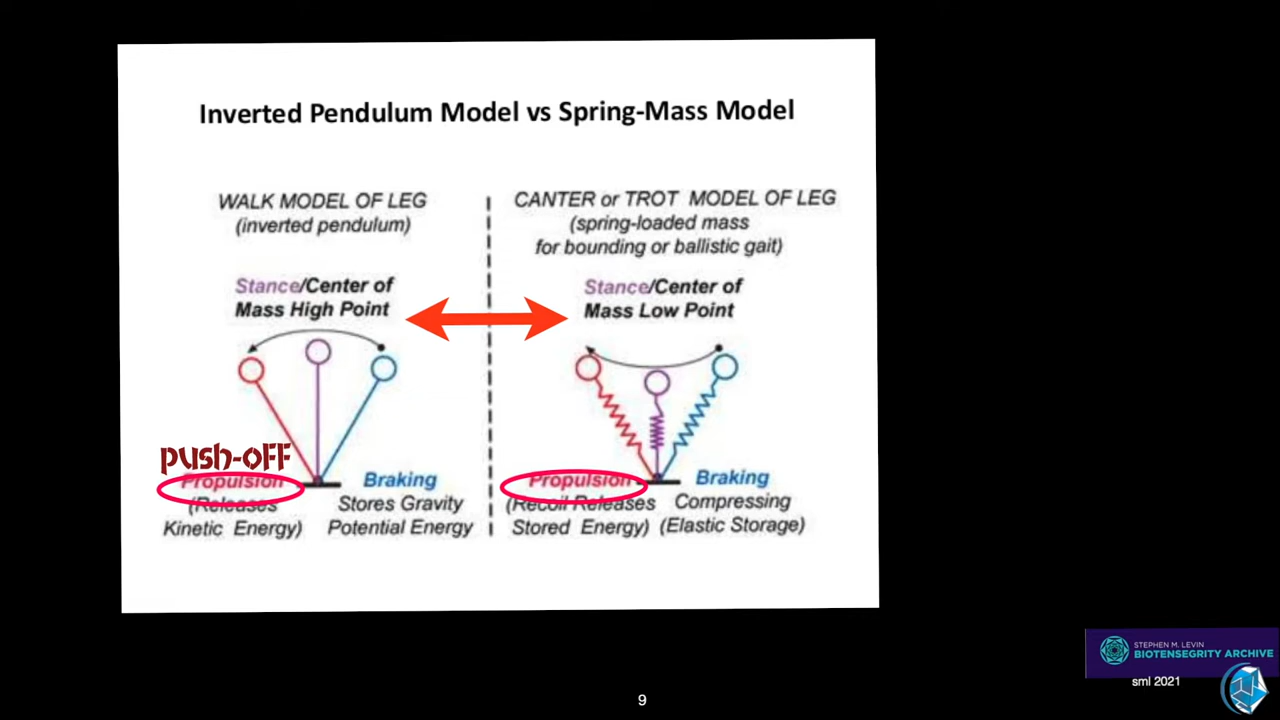 Inverted Pendulum Model vs Spring-Mass Model
WALK MODEL OF LEG
(inverted pendulum)
Stance/Center of
Mass High Point
push-off
Propulsion
(Releases
Kinetic Energy)
Braking
Stores Gravity
Potential Energy
CANTER or TROT MODEL OF LEG
(spring-loaded mass
for bounding or ballistic gait)
Stance/Center of
Mass Low Point
Propulsion
(Recoil Releases
Stored Energy)
Braking
Compressing
(Elastic Storage)
STEPHEN M. LEVIN
BIOTENSEGRITY ARCHIVE
sml 2021
9